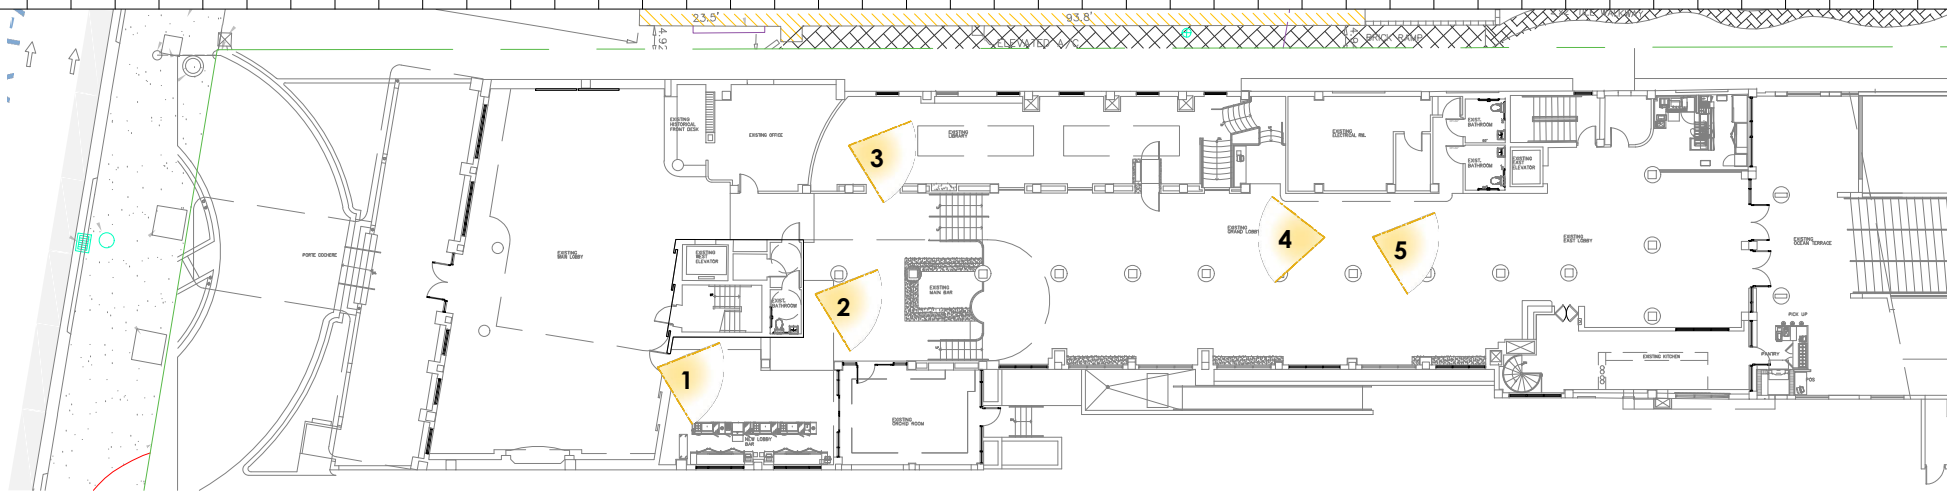 23.5'
93.8'
4.92
ELEVATED A/C
BRICK RAMP
EXISTING
HISTORICAL
FRONT DESK
EXISTING OFFICE
EXISTING
LIBRARY
EXISTING
ELECTRICAL RM.
EXIST.
BATHROOM
EXIST.
BATHROOM
EXISTING
EAST
ELEVATOR
3
PORTE COCHERE
EXISTING
MAIN LOBBY
EXISTING
WEST
ELEVATOR
EXISTING
GRAND LOBBY
4
5
EXISTING
EAST LOBBY
EXISTING
OCEAN TERRACE
EXIST.
BATHROOM
2
EXISTING
MAIN BAR
PICK UP
PANTRY
EXISTING KITCHEN
POS
1
NEW LOBBY
BAR
EXISTING
ORCHID ROOM